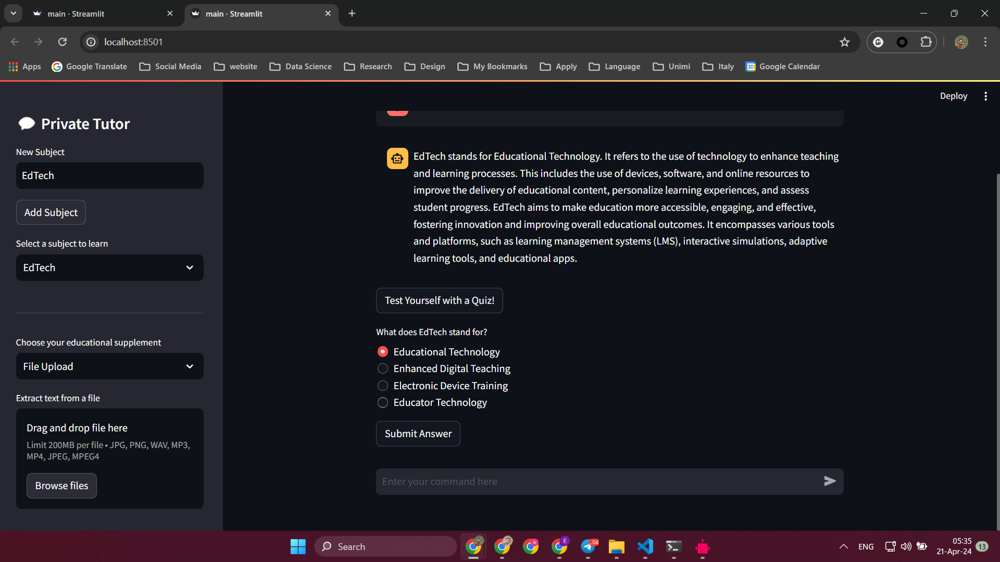 main · Streamlit
main · Streamlit
localhost:8501
Apps
Google Translate
Social Media
website
Data Science
Research
Design
My Bookmarks
Apply
Language
Unimi
Italy
30
Google Calendar
Deploy
Private Tutor
New Subject
EdTech
Add Subject
Select a subject to learn
EdTech
Choose your educational supplement
File Upload
Extract text from a file
Drag and drop file here
Limit 200MB per file • JPG, PNG, WAV, MP3,
MP4, JPEG, MPEG4
Browse files
EdTech stands for Educational Technology. It refers to the use of technology to enhance teaching
and learning processes. This includes the use of devices, software, and online resources to
improve the delivery of educational content, personalize learning experiences, and assess
student progress. EdTech aims to make education more accessible, engaging, and effective,
fostering innovation and improving overall educational outcomes. It encompasses various tools
and platforms, such as learning management systems (LMS), interactive simulations, adaptive
learning tools, and educational apps.
Test Yourself with a Quiz!
What does EdTech stand for?
Educational Technology
Enhanced Digital Teaching
Electronic Device Training
Educator Technology
Submit Answer
Enter your command here
Search
A
E
..04
ENG
05:35
21-Apr-24
13